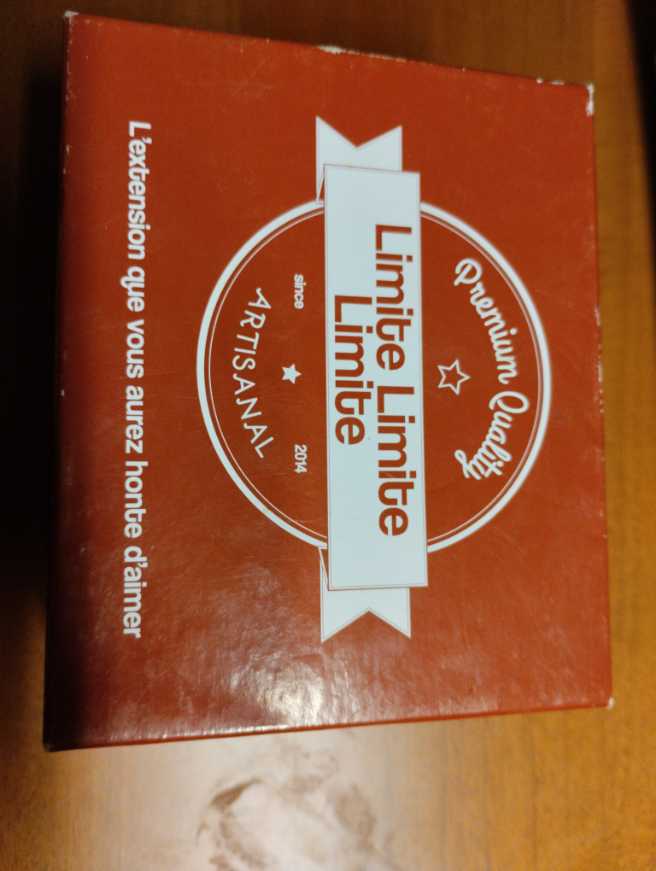 Premium Quality
Limite Limite
Limite
since 2014
ARTISANAL
L'extension que vous aurez honte d'aimer